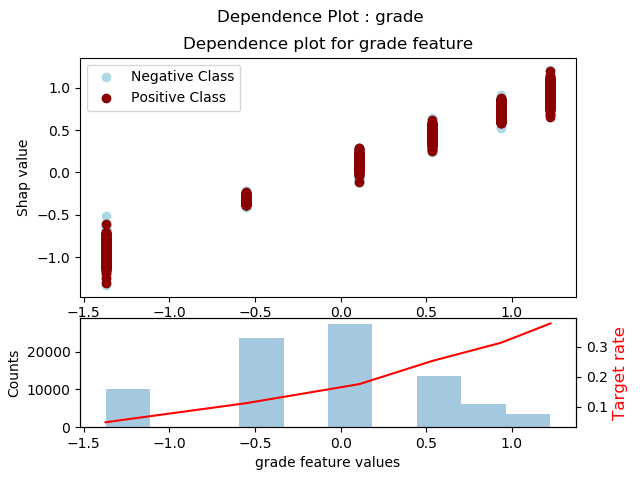 Dependence Plot : grade
Dependence plot for grade feature
Negative Class
Positive Class
Shap value
1.0
0.5
0.0
−0.5
−1.0
−1.5 −1.0 −0.5 0.0 0.5 1.0
Counts
20000
10000
0
0.3
0.2
0.1
Target rate
−1.5 −1.0 −0.5 0.0 0.5 1.0
grade feature values